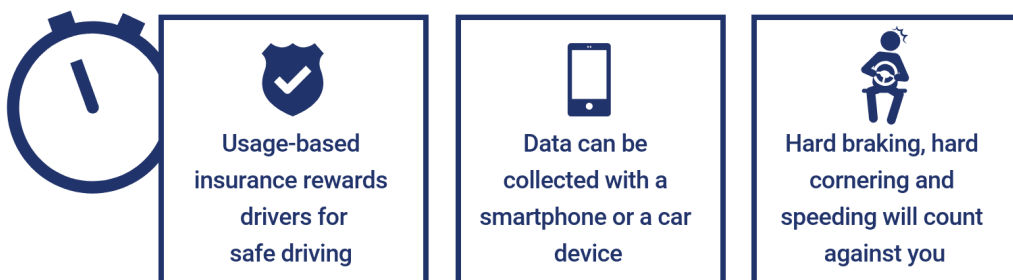 Usage-based
insurance rewards
drivers for
safe driving
Data can be
collected with a
smartphone or a car
device
Hard braking, hard
cornering and
speeding will count
against you